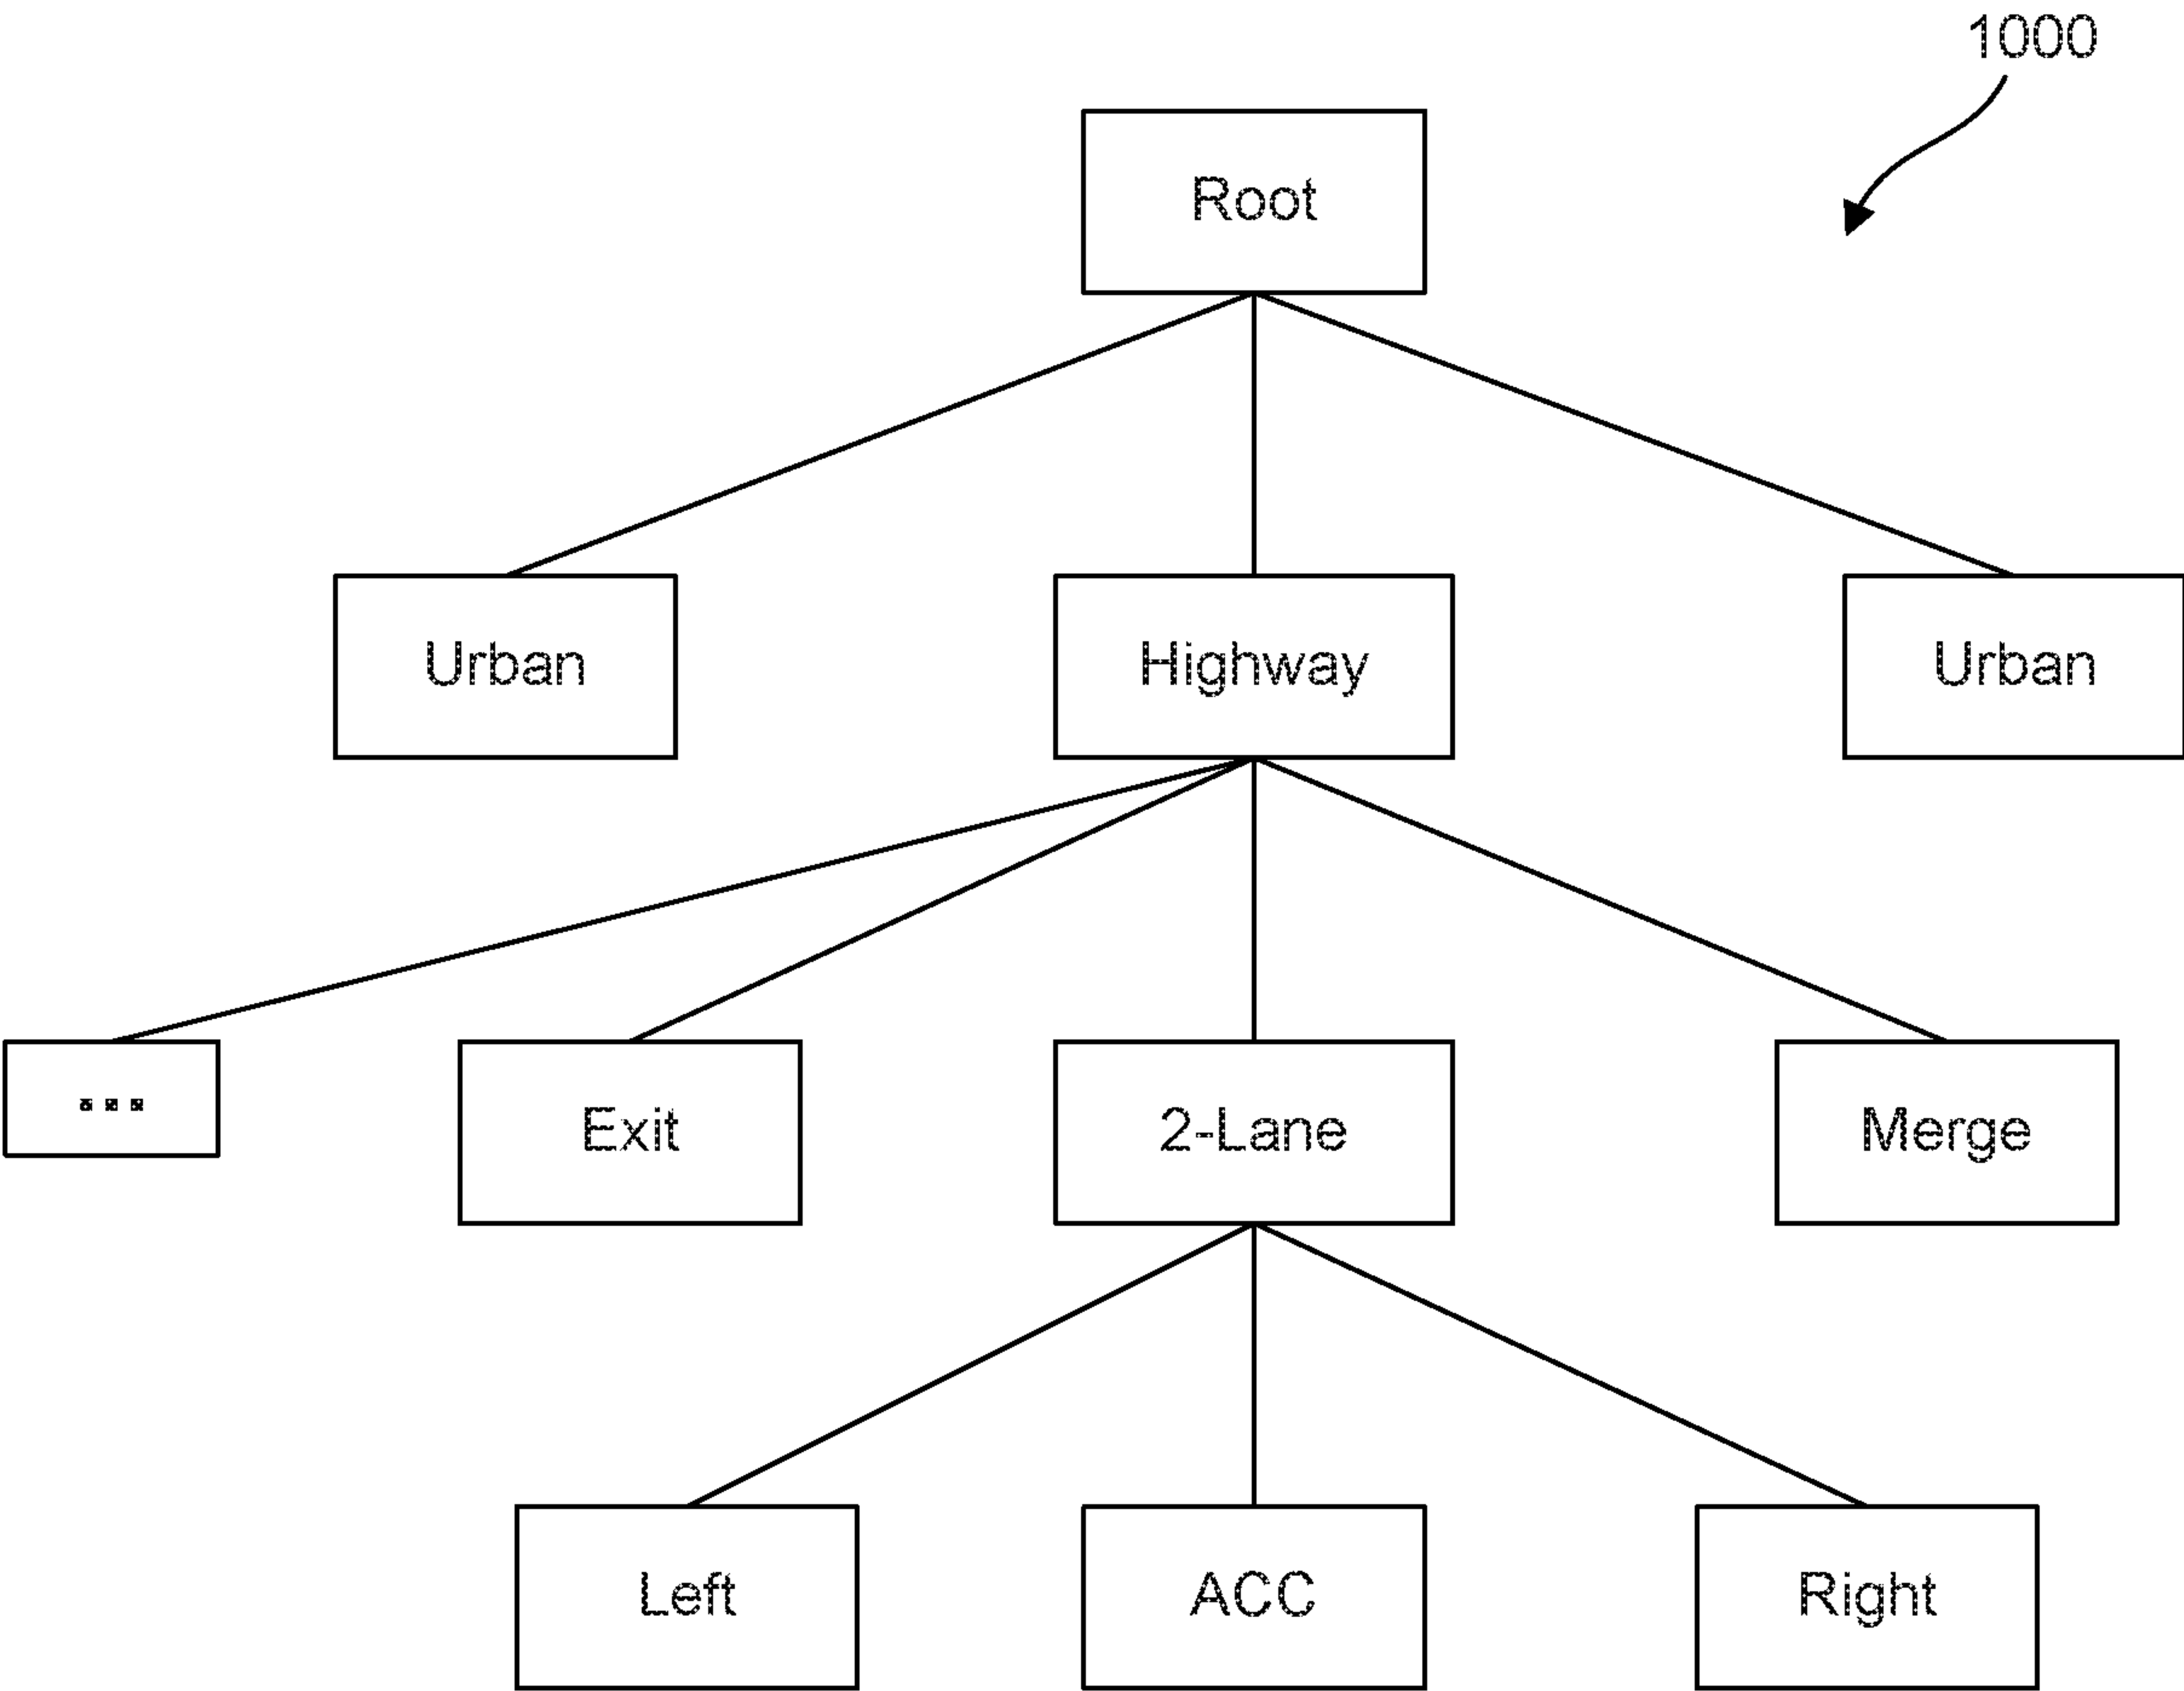 1000
Root
Urban
Highway
Urban
...
Exit
2-Lane
Merge
Left
ACC
Right